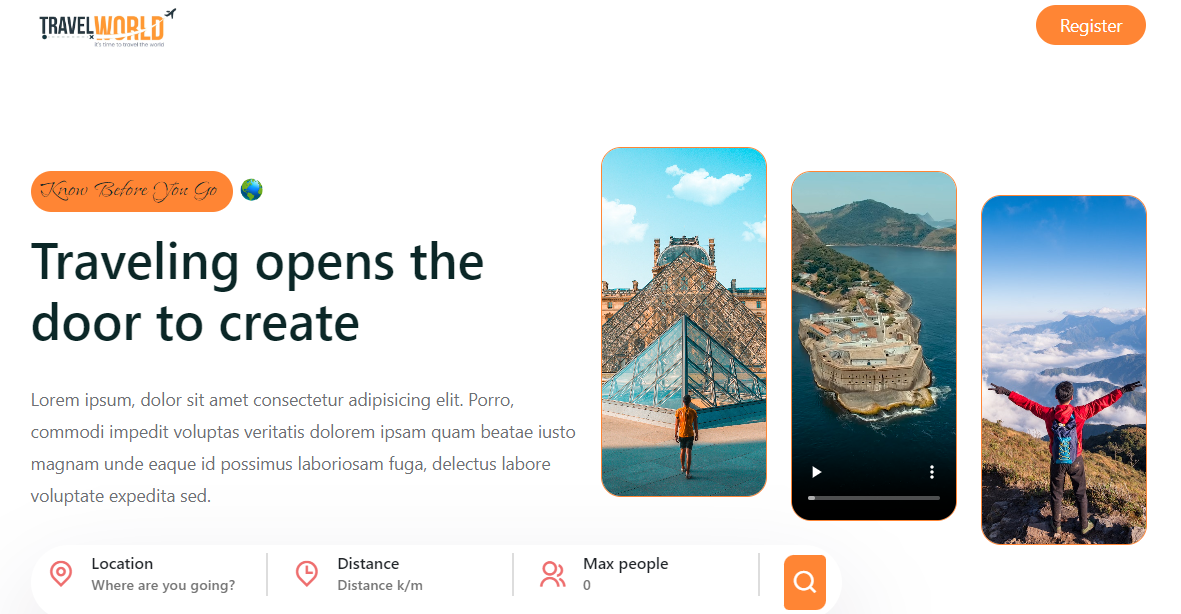 TRAVELWORLD
it's time to travel the world
Register
Know Before You Go
Traveling opens the
door to create
Lorem ipsum, dolor sit amet consectetur adipisicing elit. Porro,
commodi impedit voluptas veritatis dolorem ipsam quam beatae iusto
magnam unde eaque id possimus laboriosam fuga, delectus labore
voluptate expedita sed.
Location
Where are you going?
Distance
Distance k/m
Max people
0